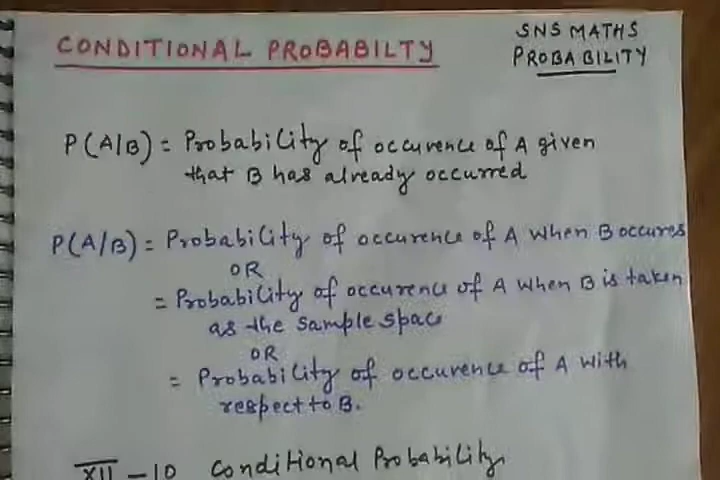 CONDITIONAL PROBABILTY
SNS MATHS
PROBABILITY
P(A/B) = Probability of occurence of A given
that B has already occurred
P(A/B) = Probability of occurence of A when B occures
OR
= Probability of occurence of A when B is taken
as the sample space
OR
= Probability of occurence of A with
respect to B.
XII - 10 Conditional Probability